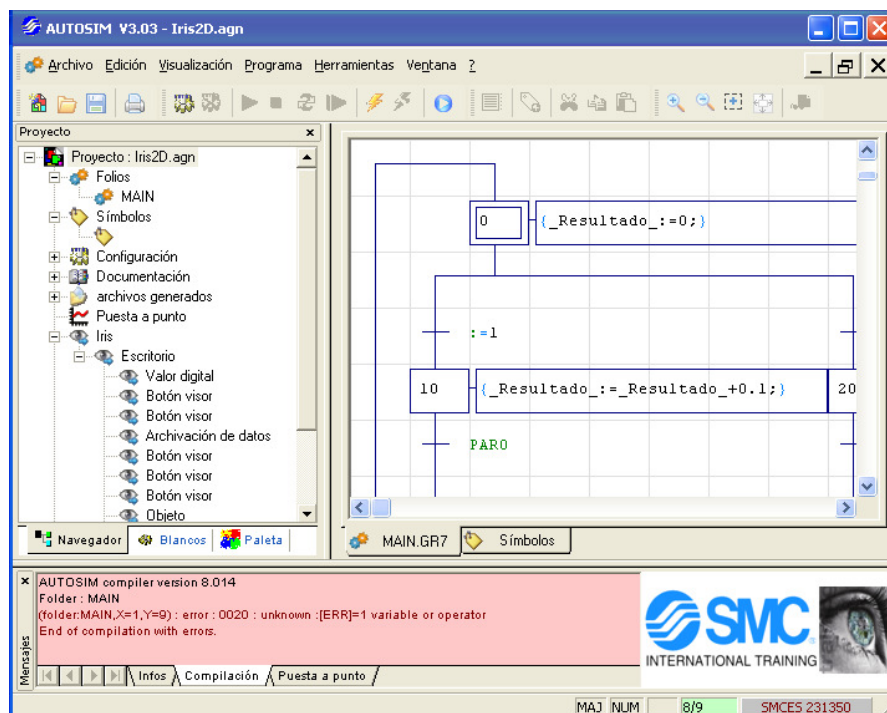 AUTOSIM V3.03 - Iris2D.agn
Archivo Edición Visualización Programa Herramientas Ventana ?
Proyecto
Proyecto : Iris2D.agn
Folios
MAIN
Símbolos
Configuración
Documentación
archivos generados
Puesta a punto
Iris
Escritorio
Valor digital
Botón visor
Botón visor
Archivación de datos
Botón visor
Botón visor
Botón visor
Objeto
Navegador Blancos Paleta
0 {_Resultado_:=0;}
:=1
10 {_Resultado_:=_Resultado_+0.1;} 20
PARO
MAIN.GR7 Símbolos
Mensajes
AUTOSIM compiler version 8.014
Folder : MAIN
(folder:MAIN,X=1,Y=9) : error : 0020 : unknown :[ERR]=1 variable or operator
End of compilation with errors.
Infos Compilación Puesta a punto
SMC
INTERNATIONAL TRAINING
MAJ NUM 8/9 SMCES 231350